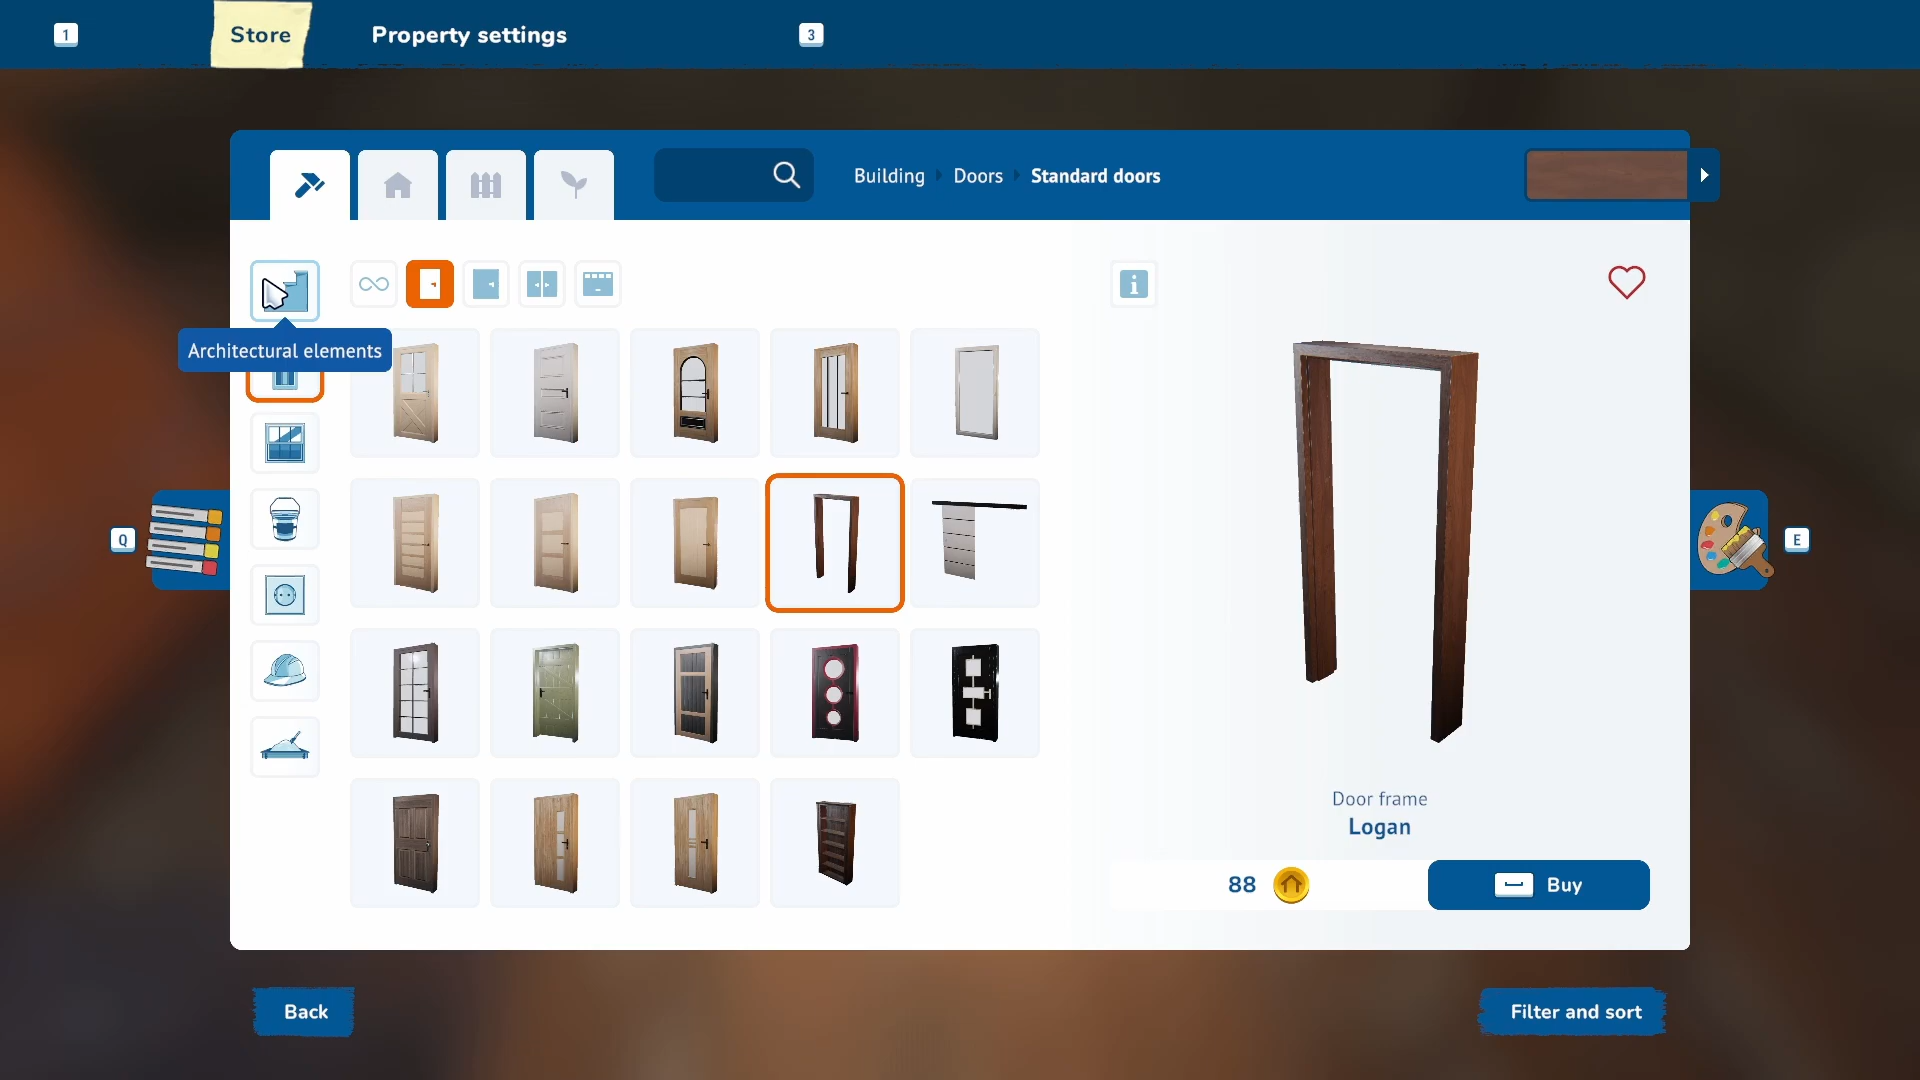 1
Store
Property settings
3
Building
Doors
Standard doors
Architectural elements
Q
E
Door frame
Logan
88
Buy
Back
Filter and sort